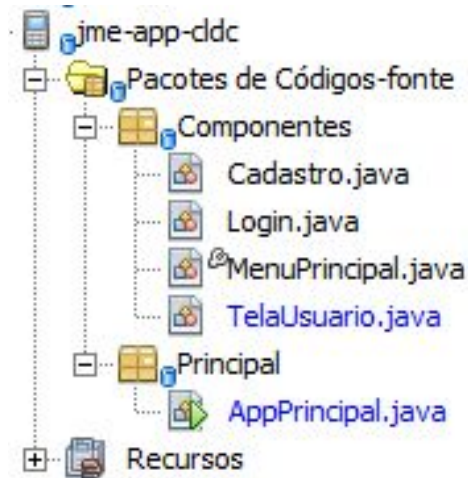 jme-app-cldc
Pacotes de Códigos-fonte
Componentes
Cadastro.java
Login.java
MenuPrincipal.java
TelaUsuario.java
Principal
AppPrincipal.java
Recursos